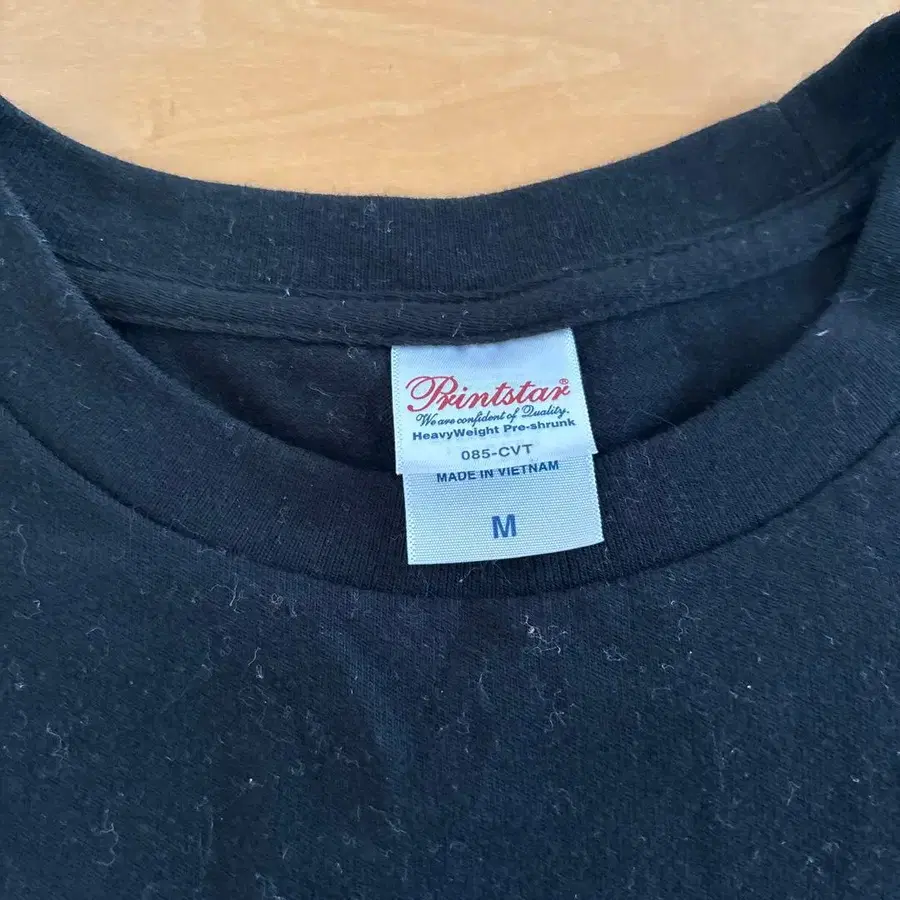 Printstar®
We are confident of Quality.
HeavyWeight Pre-shrunk
085-CVT
MADE IN VIETNAM
M